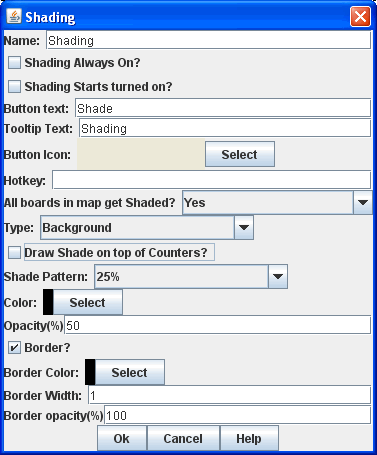 Shading
Name: Shading
Shading Always On?
Shading Starts turned on?
Button text: Shade
Tooltip Text: Shading
Button Icon: Select
Hotkey:
All boards in map get Shaded? Yes
Type: Background
Draw Shade on top of Counters?
Shade Pattern: 25%
Color: Select
Opacity(%) 50
Border?
Border Color: Select
Border Width: 1
Border opacity(%) 100
Ok Cancel Help